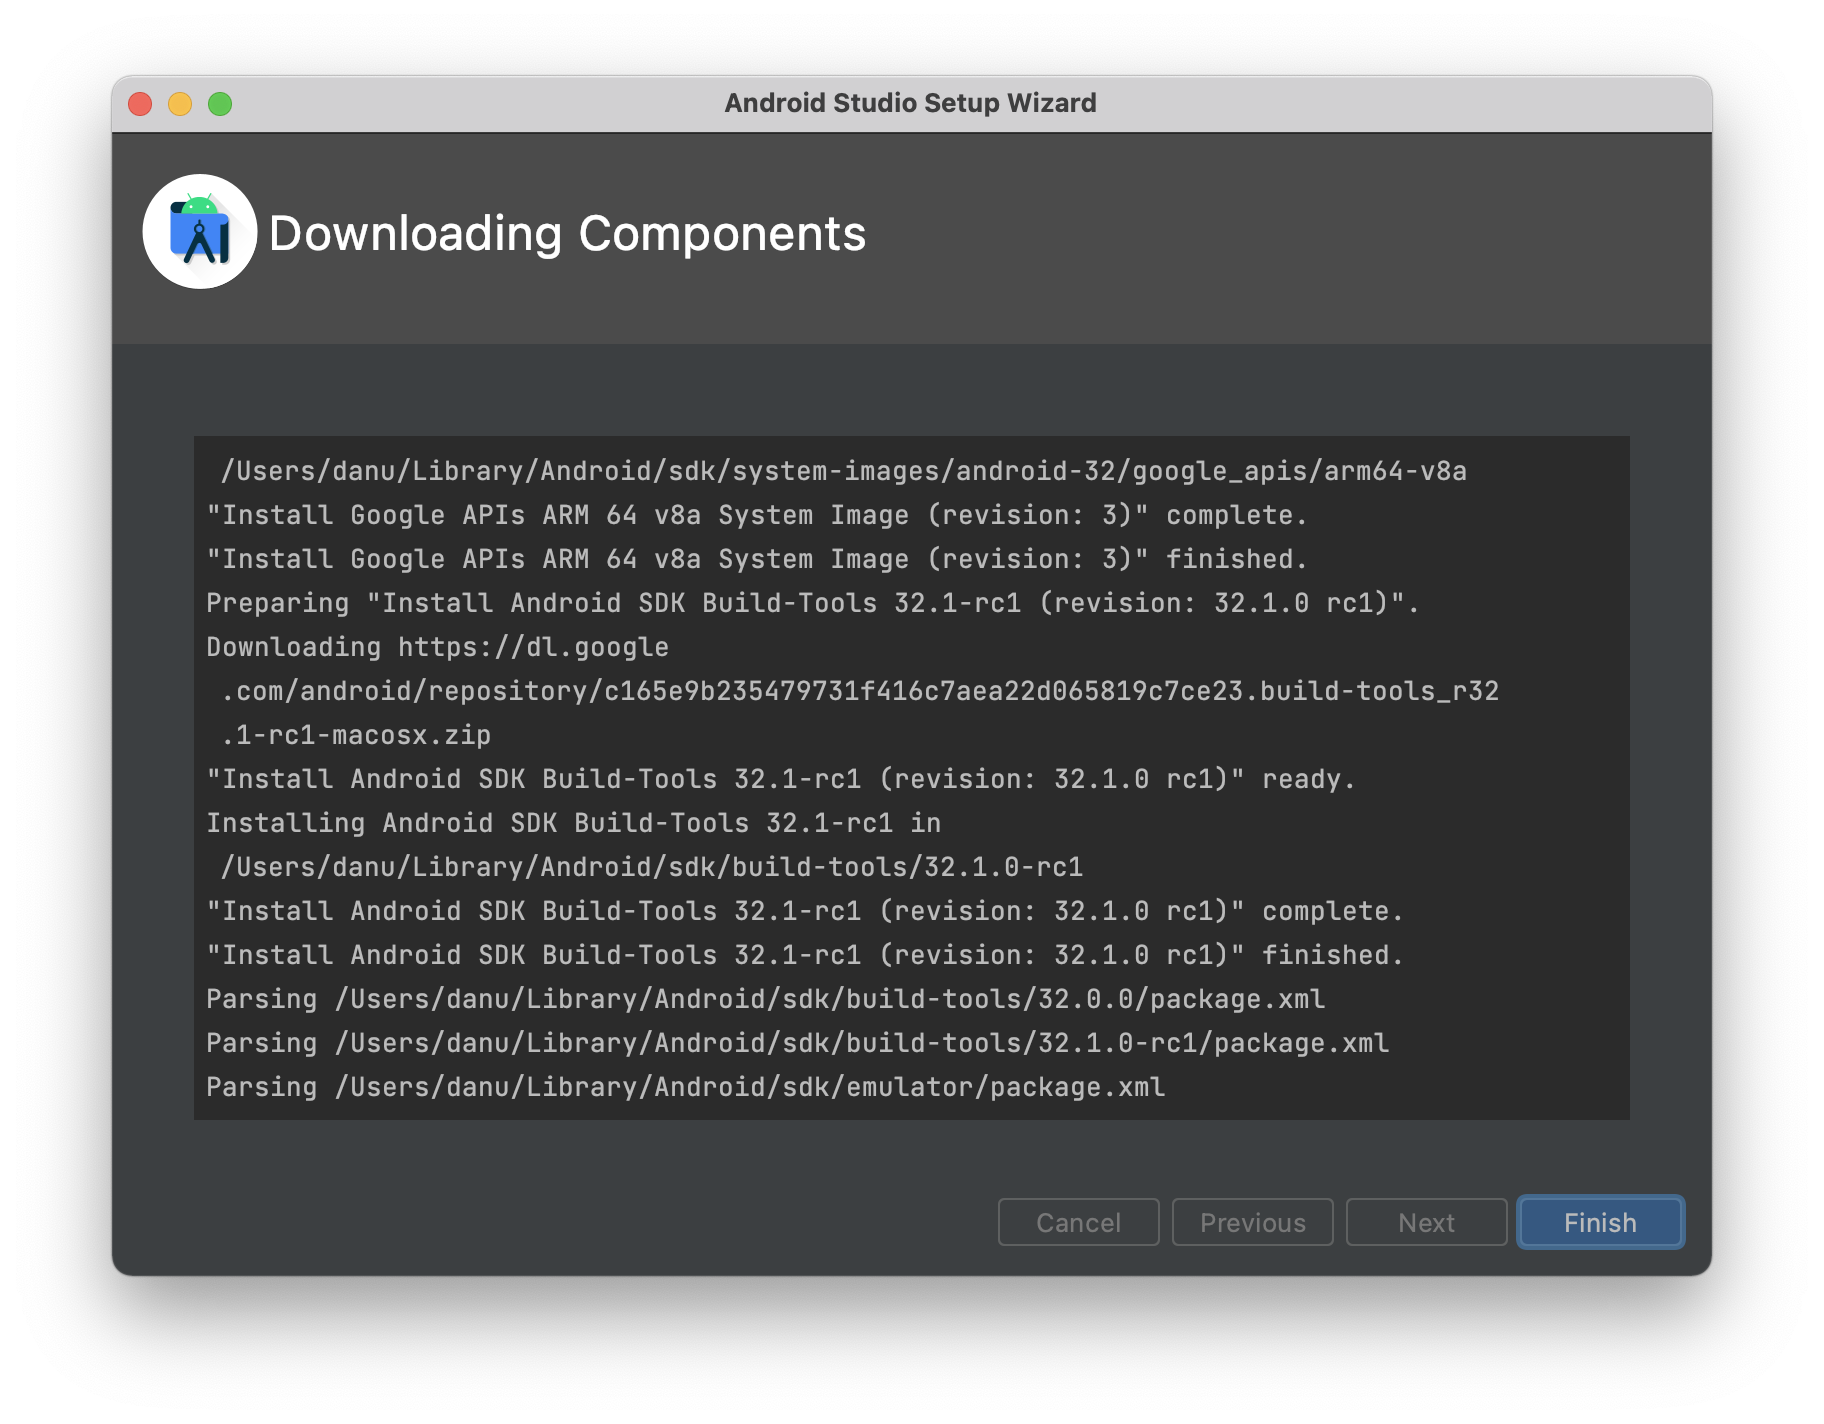 Android Studio Setup Wizard
Downloading Components
/Users/danu/Library/Android/sdk/system-images/android-32/google_apis/arm64-v8a
"Install Google APIs ARM 64 v8a System Image (revision: 3)" complete.
"Install Google APIs ARM 64 v8a System Image (revision: 3)" finished.
Preparing "Install Android SDK Build-Tools 32.1-rc1 (revision: 32.1.0 rc1)".
Downloading https://dl.google
.com/android/repository/c165e9b235479731f416c7aea22d065819c7ce23.build-tools_r32
.1-rc1-macosx.zip
"Install Android SDK Build-Tools 32.1-rc1 (revision: 32.1.0 rc1)" ready.
Installing Android SDK Build-Tools 32.1-rc1 in
/Users/danu/Library/Android/sdk/build-tools/32.1.0-rc1
"Install Android SDK Build-Tools 32.1-rc1 (revision: 32.1.0 rc1)" complete.
"Install Android SDK Build-Tools 32.1-rc1 (revision: 32.1.0 rc1)" finished.
Parsing /Users/danu/Library/Android/sdk/build-tools/32.0.0/package.xml
Parsing /Users/danu/Library/Android/sdk/build-tools/32.1.0-rc1/package.xml
Parsing /Users/danu/Library/Android/sdk/emulator/package.xml
Cancel Previous Next Finish